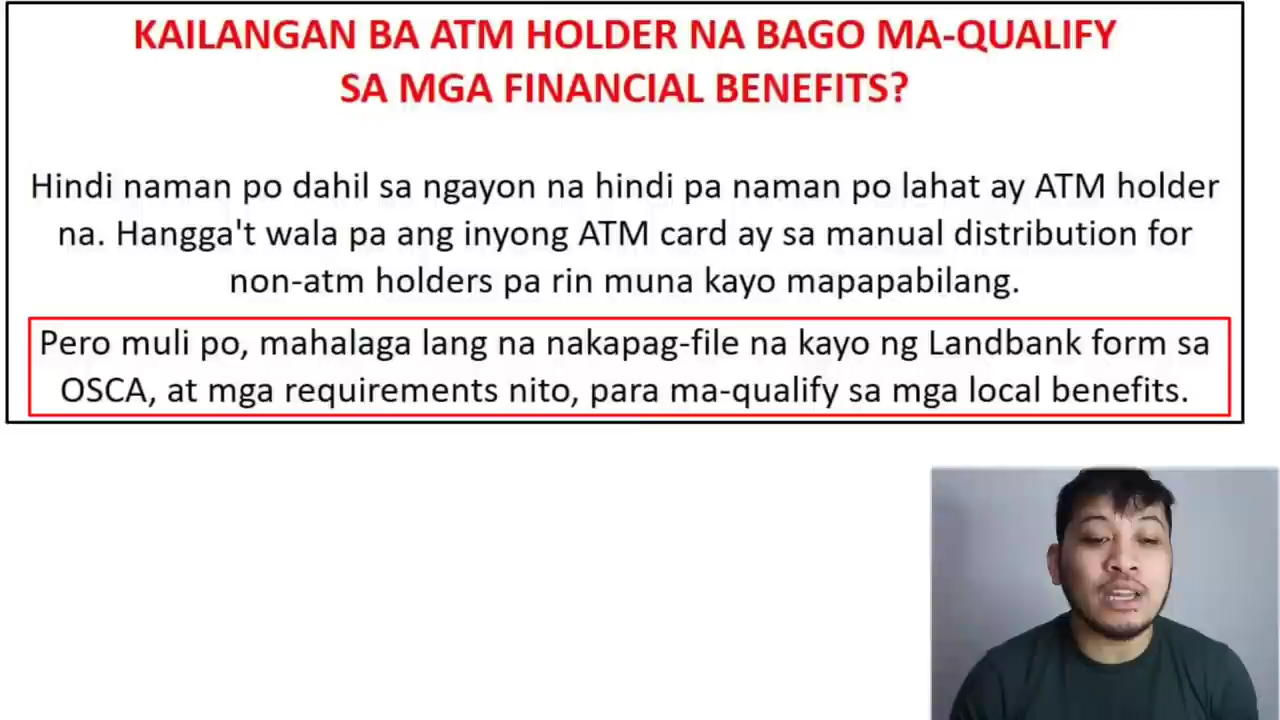 KAILANGAN BA ATM HOLDER NA BAGO MA-QUALIFY
SA MGA FINANCIAL BENEFITS?
Hindi naman po dahil sa ngayon na hindi pa naman po lahat ay ATM holder
na. Hangga't wala pa ang inyong ATM card ay sa manual distribution for
non-atm holders pa rin muna kayo mapapabilang.
Pero muli po, mahalaga lang na nakapag-file na kayo ng Landbank form sa
OSCA, at mga requirements nito, para ma-qualify sa mga local benefits.